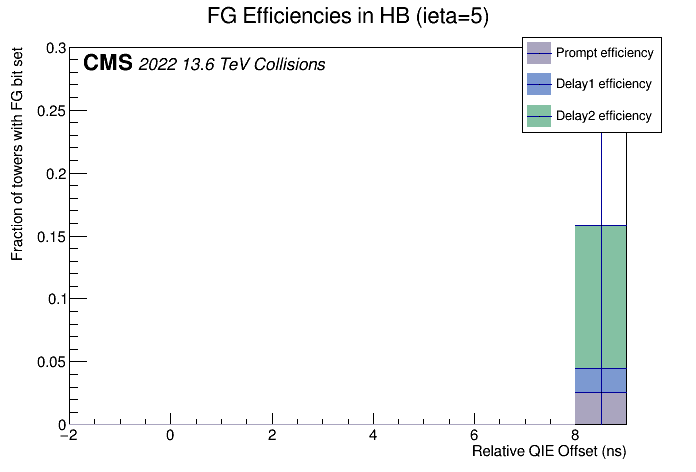 FG Efficiencies in HB (ieta=5)
CMS 2022 13.6 TeV Collisions
Prompt efficiency
Delay1 efficiency
Delay2 efficiency
Fraction of towers with FG bit set
0.3
0.25
0.2
0.15
0.1
0.05
0
−2 0 2 4 6 8
Relative QIE Offset (ns)